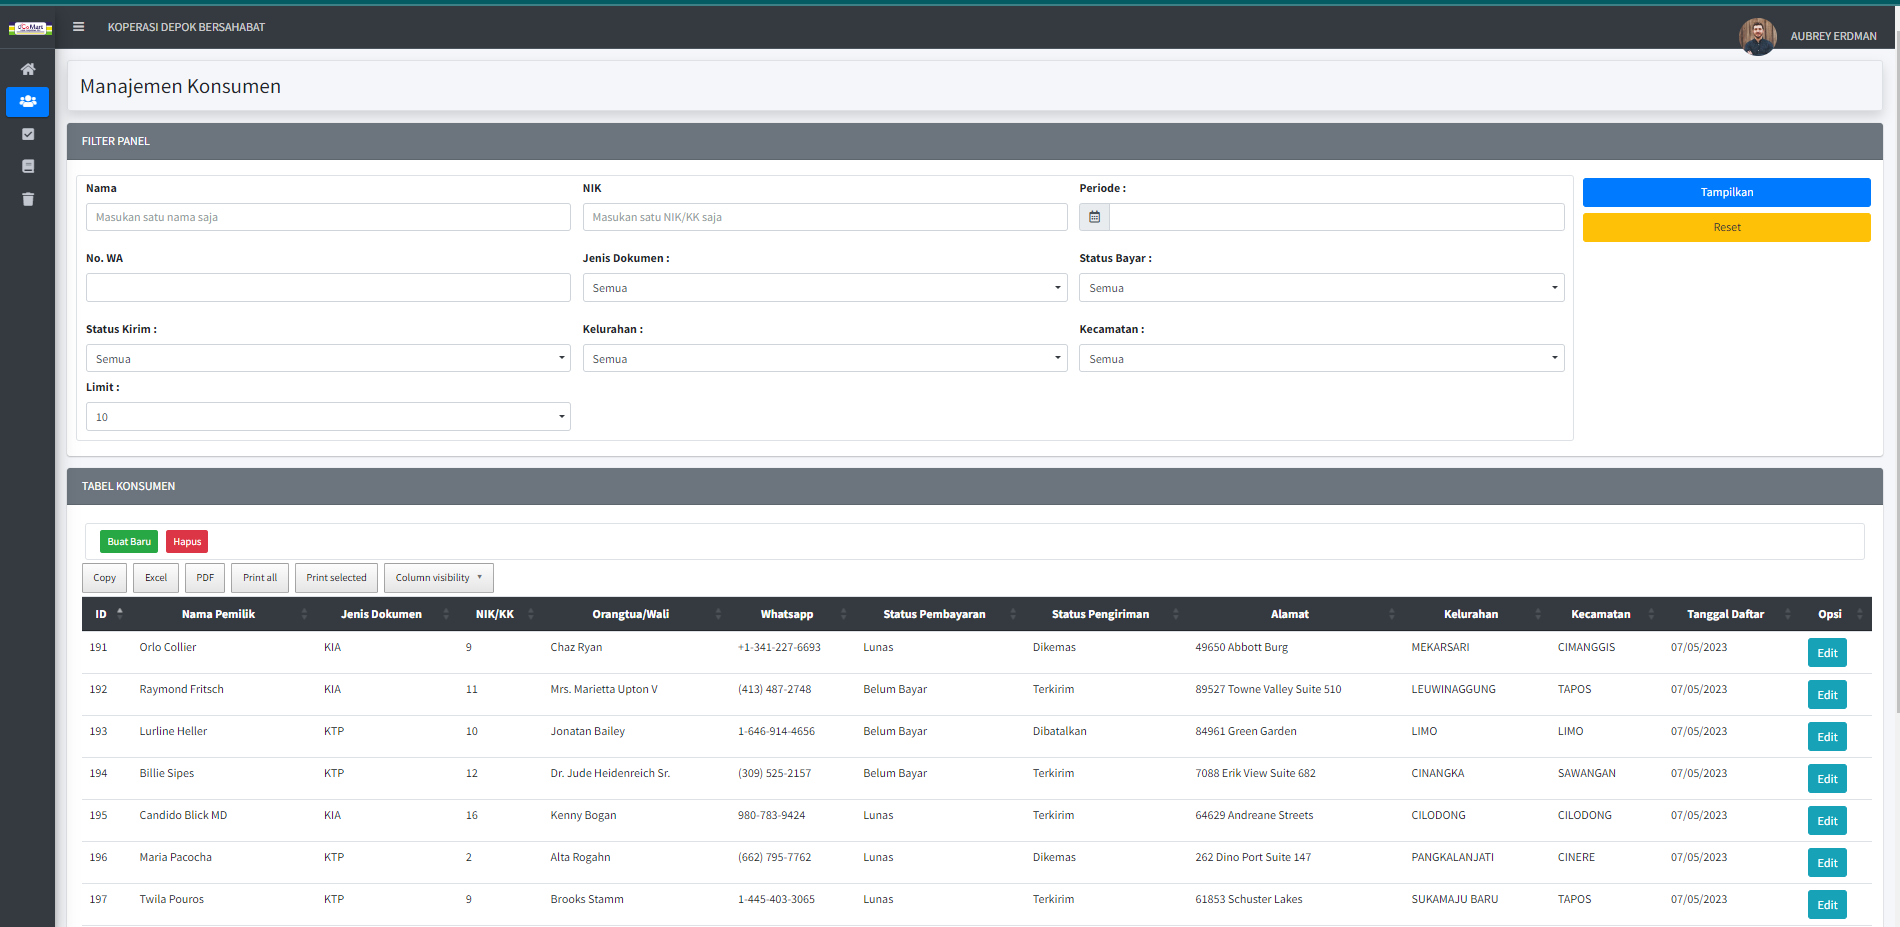 KOPERASI DEPOK BERSAHABAT
AUBREY ERDMAN
Manajemen Konsumen
FILTER PANEL
Nama
NIK
Periode :
Masukan satu nama saja
Masukan satu NIK/KK saja
Tampilkan
Reset
No. WA
Jenis Dokumen :
Status Bayar :
Semua
Semua
Status Kirim :
Kelurahan :
Kecamatan :
Semua
Semua
Semua
Limit :
10
TABEL KONSUMEN
Buat Baru Hapus
Copy Excel PDF Print all Print selected Column visibility
ID Nama Pemilik Jenis Dokumen NIK/KK Orangtua/Wali Whatsapp Status Pembayaran Status Pengiriman Alamat Kelurahan Kecamatan Tanggal Daftar Opsi
191 Orlo Collier KIA 9 Chaz Ryan +1-341-227-6693 Lunas Dikemas 49650 Abbott Burg MEKARSARI CIMANGGIS 07/05/2023 Edit
192 Raymond Fritsch KIA 11 Mrs. Marietta Upton V (413) 487-2748 Belum Bayar Terkirim 89527 Towne Valley Suite 510 LEUWINAGGUNG TAPOS 07/05/2023 Edit
193 Lurline Heller KTP 10 Jonatan Bailey 1-646-914-4656 Belum Bayar Dibatalkan 84961 Green Garden LIMO LIMO 07/05/2023 Edit
194 Billie Sipes KTP 12 Dr. Jude Heidenreich Sr. (309) 525-2157 Belum Bayar Terkirim 7088 Erik View Suite 682 CINANGKA SAWANGAN 07/05/2023 Edit
195 Candido Blick MD KIA 16 Kenny Bogan 980-783-9424 Lunas Terkirim 64629 Andreane Streets CILODONG CILODONG 07/05/2023 Edit
196 Maria Pacocha KTP 2 Alta Rogahn (662) 795-7762 Lunas Dikemas 262 Dino Port Suite 147 PANGKALANJATI CINERE 07/05/2023 Edit
197 Twila Pouros KTP 9 Brooks Stamm 1-445-403-3065 Lunas Terkirim 61853 Schuster Lakes SUKAMAJU BARU TAPOS 07/05/2023 Edit